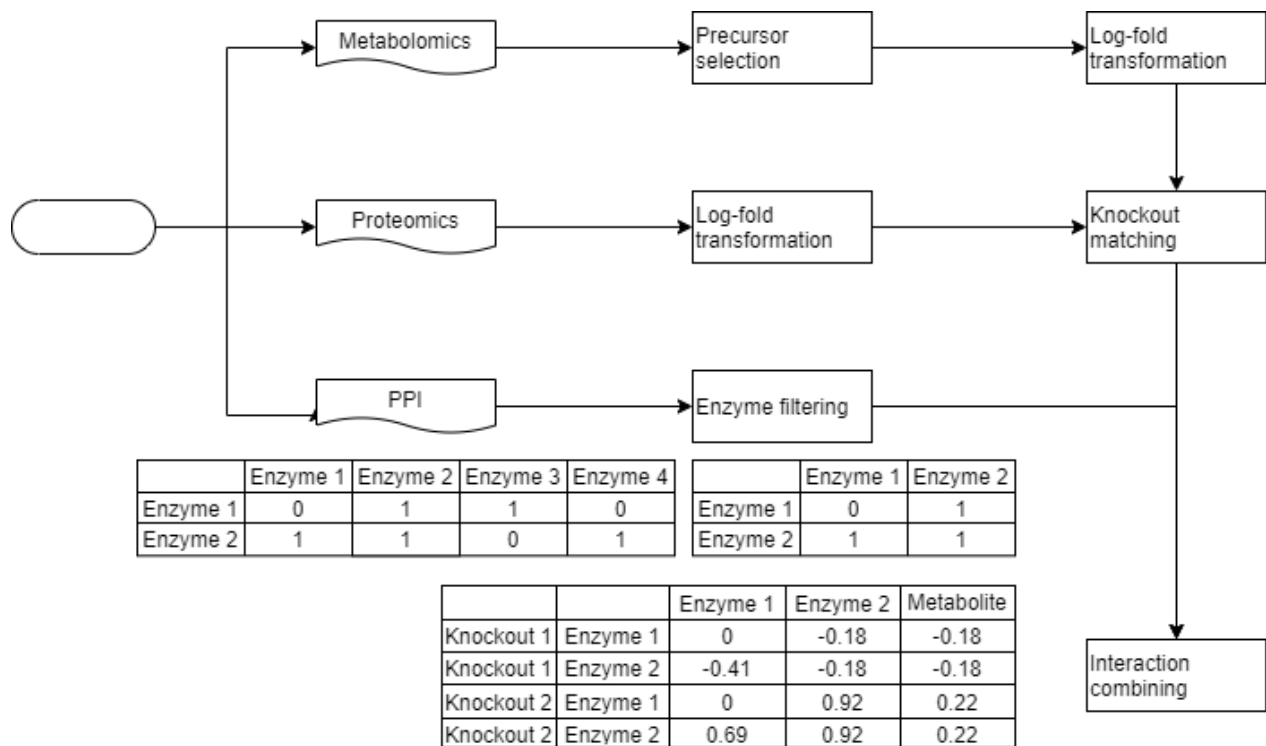 Metabolomics
Precursor
selection
Log-fold
transformation
Proteomics
Log-fold
transformation
Knockout
matching
PPI
Enzyme filtering
Enzyme 1 Enzyme 2 Enzyme 3 Enzyme 4
Enzyme 1 0 1 1 0
Enzyme 2 1 1 0 1
Enzyme 1 Enzyme 2
Enzyme 1 0 1
Enzyme 2 1 1
Enzyme 1 Enzyme 2 Metabolite
Knockout 1 Enzyme 1 0 -0.18 -0.18
Knockout 1 Enzyme 2 -0.41 -0.18 -0.18
Knockout 2 Enzyme 1 0 0.92 0.22
Knockout 2 Enzyme 2 0.69 0.92 0.22
Interaction
combining